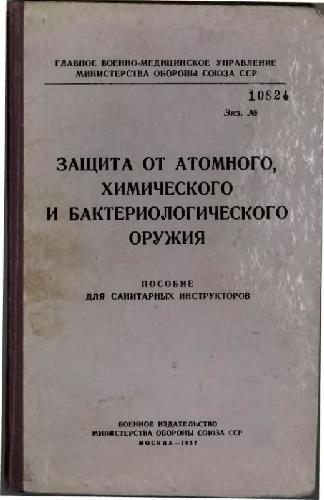 ГЛАВНОЕ ВОЕННО-МЕДИЦИНСКОЕ УПРАВЛЕНИЕ
МИНИСТЕРСТВА ОБОРОНЫ СОЮЗА ССР
10824
Экз. №
ЗАЩИТА ОТ АТОМНОГО,
ХИМИЧЕСКОГО
И БАКТЕРИОЛОГИЧЕСКОГО
ОРУЖИЯ
ПОСОБИЕ
ДЛЯ САНИТАРНЫХ ИНСТРУКТОРОВ
ВОЕННОЕ ИЗДАТЕЛЬСТВО
МИНИСТЕРСТВА ОБОРОНЫ СОЮЗА ССР
МОСКВА—1957